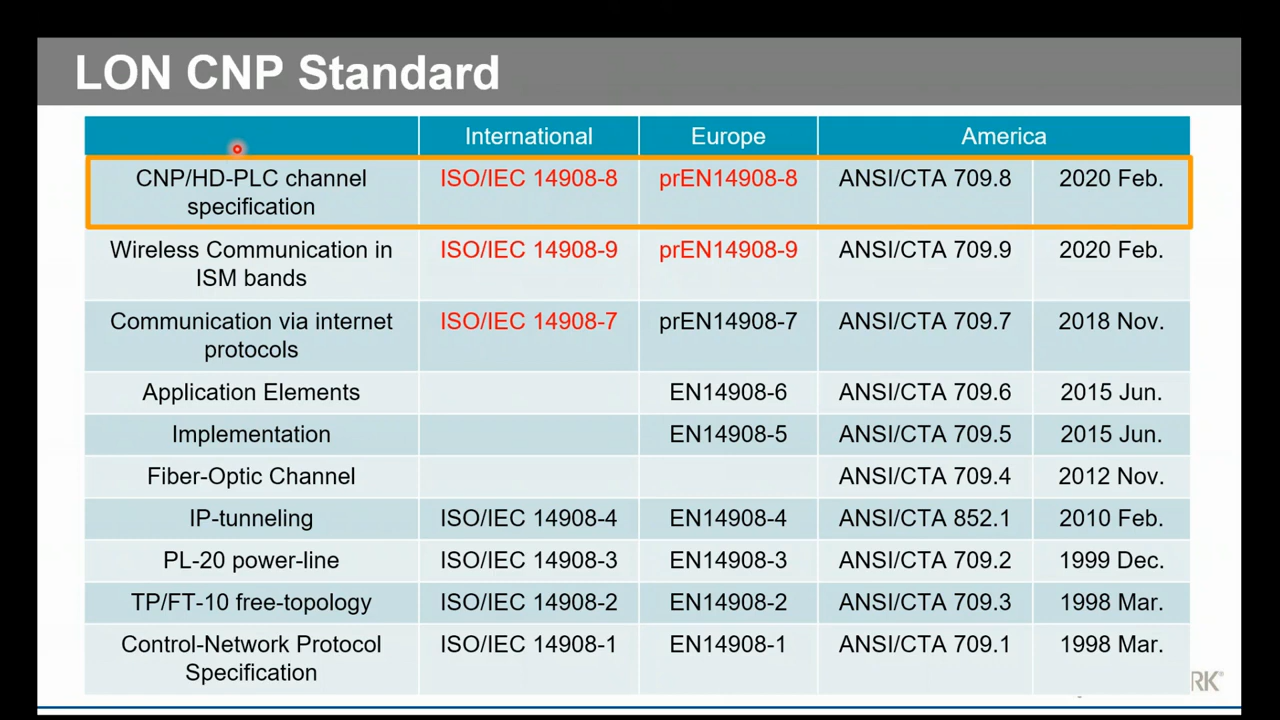 LON CNP Standard
International Europe America
CNP/HD-PLC channel specification ISO/IEC 14908-8 prEN14908-8 ANSI/CTA 709.8 2020 Feb.
Wireless Communication in ISM bands ISO/IEC 14908-9 prEN14908-9 ANSI/CTA 709.9 2020 Feb.
Communication via internet protocols ISO/IEC 14908-7 prEN14908-7 ANSI/CTA 709.7 2018 Nov.
Application Elements EN14908-6 ANSI/CTA 709.6 2015 Jun.
Implementation EN14908-5 ANSI/CTA 709.5 2015 Jun.
Fiber-Optic Channel ANSI/CTA 709.4 2012 Nov.
IP-tunneling ISO/IEC 14908-4 EN14908-4 ANSI/CTA 852.1 2010 Feb.
PL-20 power-line ISO/IEC 14908-3 EN14908-3 ANSI/CTA 709.2 1999 Dec.
TP/FT-10 free-topology ISO/IEC 14908-2 EN14908-2 ANSI/CTA 709.3 1998 Mar.
Control-Network Protocol Specification ISO/IEC 14908-1 EN14908-1 ANSI/CTA 709.1 1998 Mar.
RK®